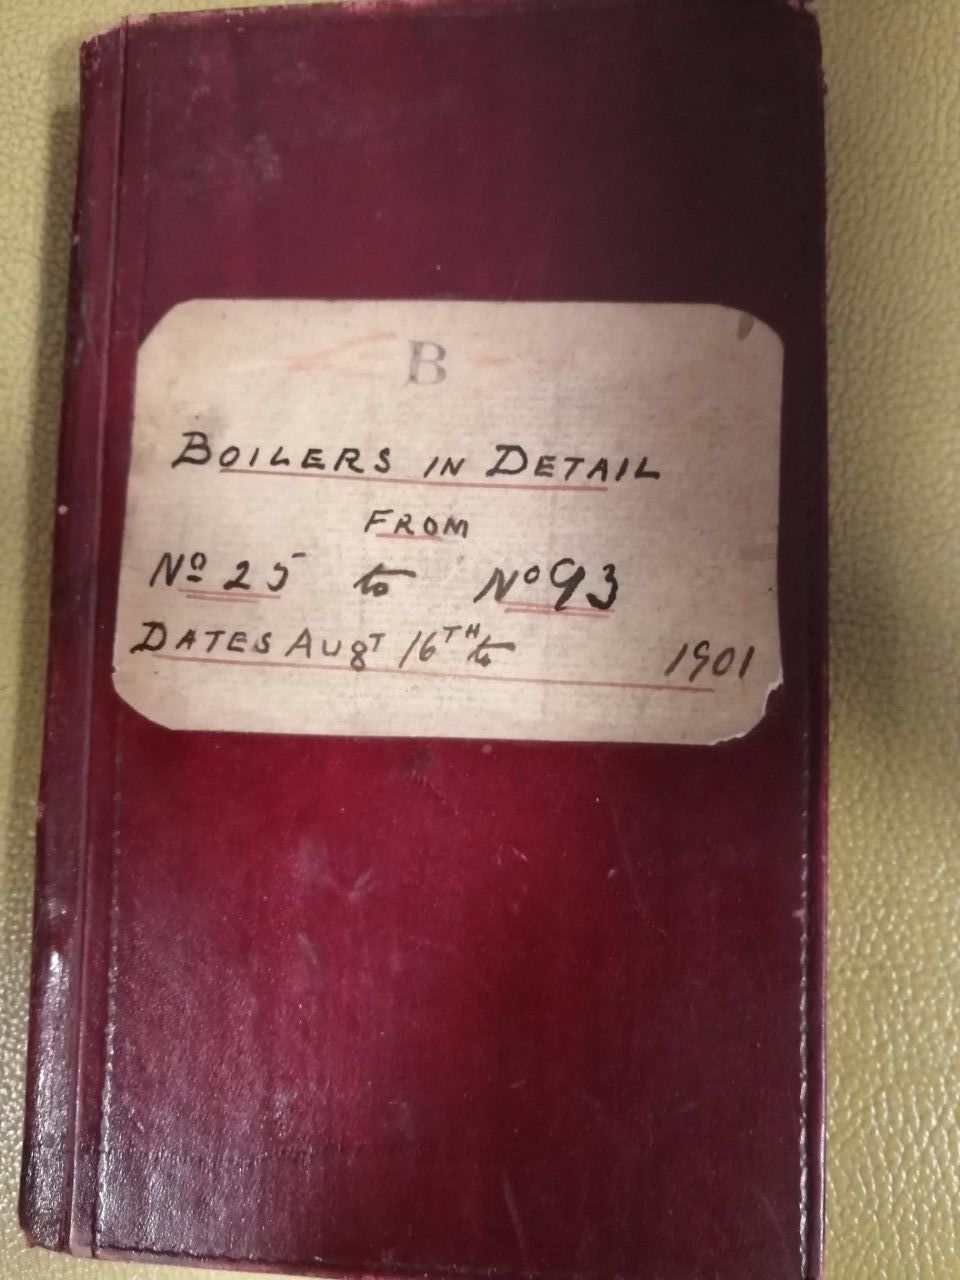 B
BOILERS IN DETAIL
FROM
Nº 25 to Nº 93
DATES AUGT 16TH to 1901